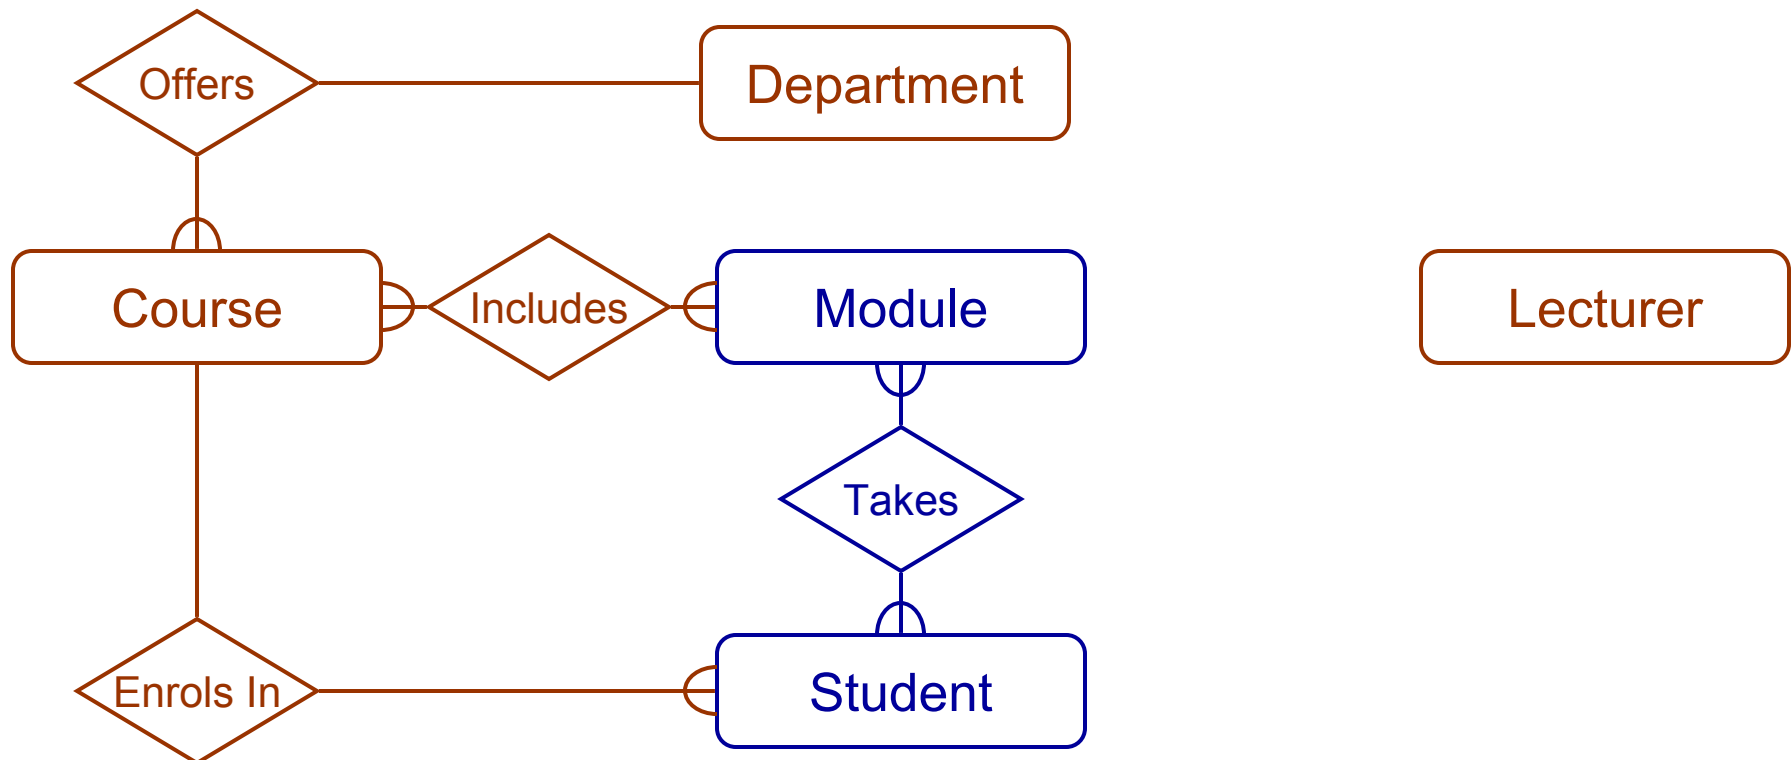 Offers
Department
Course
Includes
Module
Lecturer
Takes
Enrols In
Student